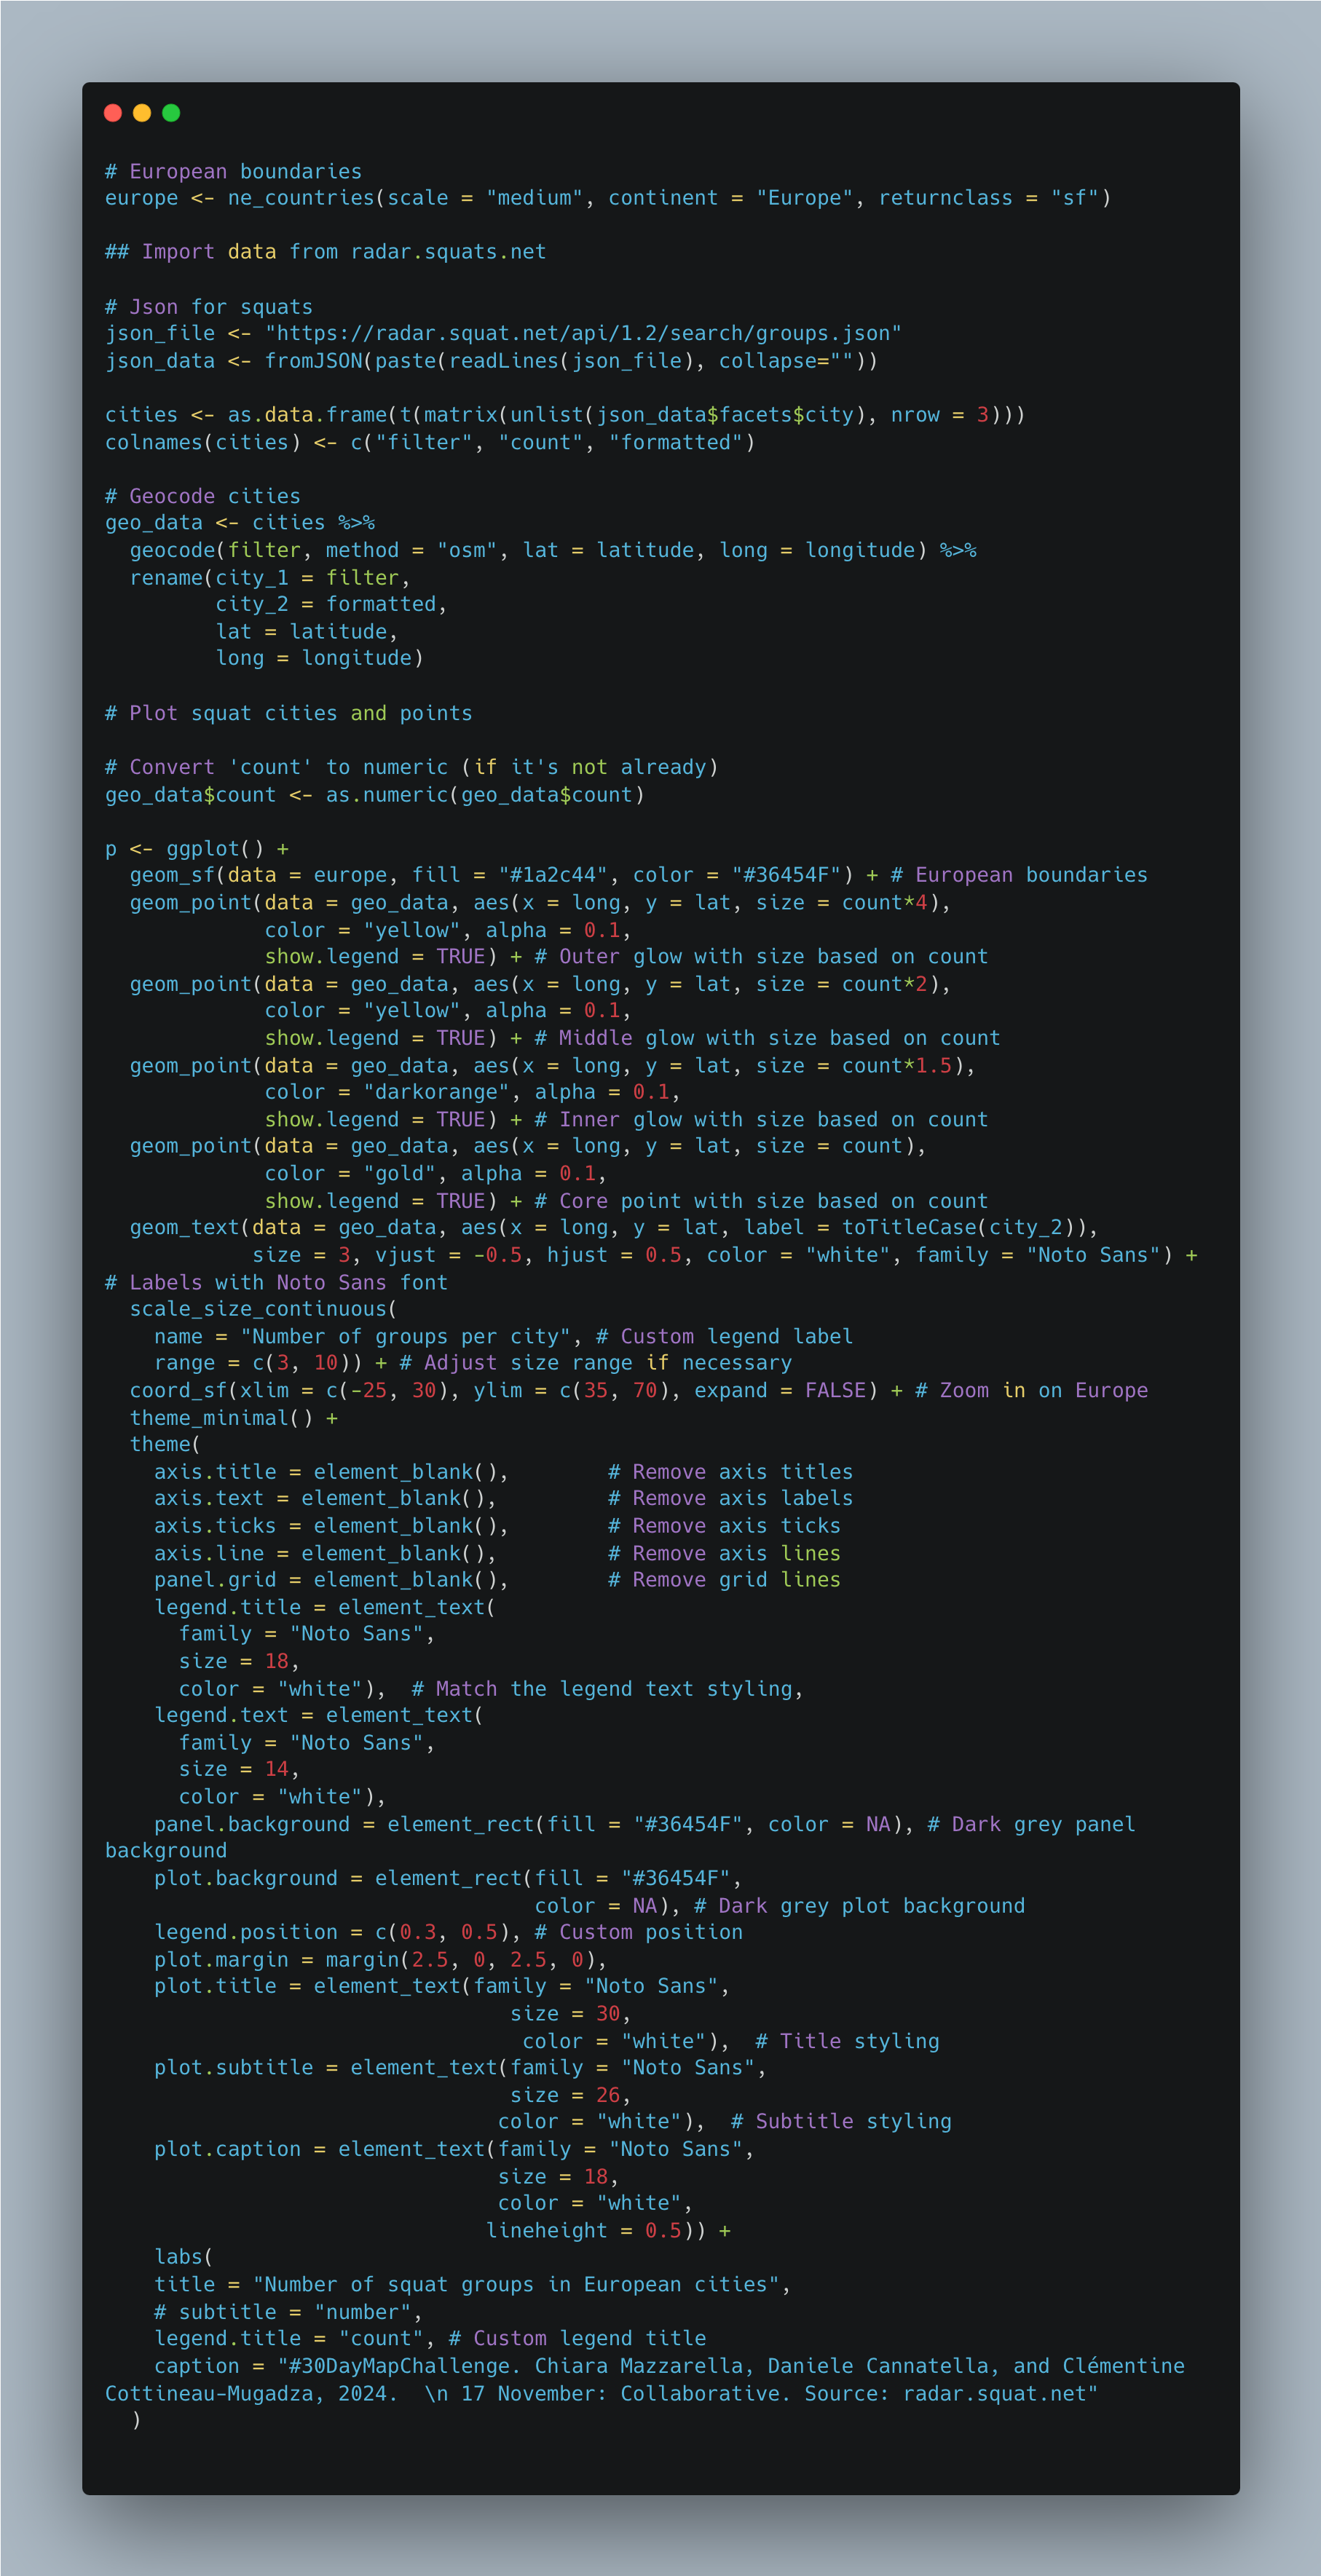 # European boundaries
europe <- ne_countries(scale = "medium", continent = "Europe", returnclass = "sf")

## Import data from radar.squats.net

# Json for squats
json_file <- "https://radar.squat.net/api/1.2/search/groups.json"
json_data <- fromJSON(paste(readLines(json_file), collapse=""))

cities <- as.data.frame(t(matrix(unlist(json_data$facets$city), nrow = 3)))
colnames(cities) <- c("filter", "count", "formatted")

# Geocode cities
geo_data <- cities %>%
  geocode(filter, method = "osm", lat = latitude, long = longitude) %>%
  rename(city_1 = filter,
         city_2 = formatted,
         lat = latitude,
         long = longitude)

# Plot squat cities and points

# Convert 'count' to numeric (if it's not already)
geo_data$count <- as.numeric(geo_data$count)

p <- ggplot() +
  geom_sf(data = europe, fill = "#1a2c44", color = "#36454F") + # European boundaries
  geom_point(data = geo_data, aes(x = long, y = lat, size = count*4),
             color = "yellow", alpha = 0.1,
             show.legend = TRUE) + # Outer glow with size based on count
  geom_point(data = geo_data, aes(x = long, y = lat, size = count*2),
             color = "yellow", alpha = 0.1,
             show.legend = TRUE) + # Middle glow with size based on count
  geom_point(data = geo_data, aes(x = long, y = lat, size = count*1.5),
             color = "darkorange", alpha = 0.1,
             show.legend = TRUE) + # Inner glow with size based on count
  geom_point(data = geo_data, aes(x = long, y = lat, size = count),
             color = "gold", alpha = 0.1,
             show.legend = TRUE) + # Core point with size based on count
  geom_text(data = geo_data, aes(x = long, y = lat, label = toTitleCase(city_2)),
            size = 3, vjust = -0.5, hjust = 0.5, color = "white", family = "Noto Sans") +
# Labels with Noto Sans font
  scale_size_continuous(
    name = "Number of groups per city", # Custom legend label
    range = c(3, 10)) + # Adjust size range if necessary
  coord_sf(xlim = c(-25, 30), ylim = c(35, 70), expand = FALSE) + # Zoom in on Europe
  theme_minimal() +
  theme(
    axis.title = element_blank(),        # Remove axis titles
    axis.text = element_blank(),         # Remove axis labels
    axis.ticks = element_blank(),        # Remove axis ticks
    axis.line = element_blank(),         # Remove axis lines
    panel.grid = element_blank(),        # Remove grid lines
    legend.title = element_text(
      family = "Noto Sans",
      size = 18,
      color = "white"),  # Match the legend text styling,
    legend.text = element_text(
      family = "Noto Sans",
      size = 14,
      color = "white"),
    panel.background = element_rect(fill = "#36454F", color = NA), # Dark grey panel
background
    plot.background = element_rect(fill = "#36454F",
                                   color = NA), # Dark grey plot background
    legend.position = c(0.3, 0.5), # Custom position
    plot.margin = margin(2.5, 0, 2.5, 0),
    plot.title = element_text(family = "Noto Sans",
                                 size = 30,
                                  color = "white"),  # Title styling
    plot.subtitle = element_text(family = "Noto Sans",
                                 size = 26,
                                color = "white"),  # Subtitle styling
    plot.caption = element_text(family = "Noto Sans",
                                size = 18,
                                color = "white",
                               lineheight = 0.5)) +
    labs(
    title = "Number of squat groups in European cities",
    # subtitle = "number",
    legend.title = "count", # Custom legend title
    caption = "#30DayMapChallenge. Chiara Mazzarella, Daniele Cannatella, and Clémentine
Cottineau-Mugadza, 2024.  \n 17 November: Collaborative. Source: radar.squat.net"
  )